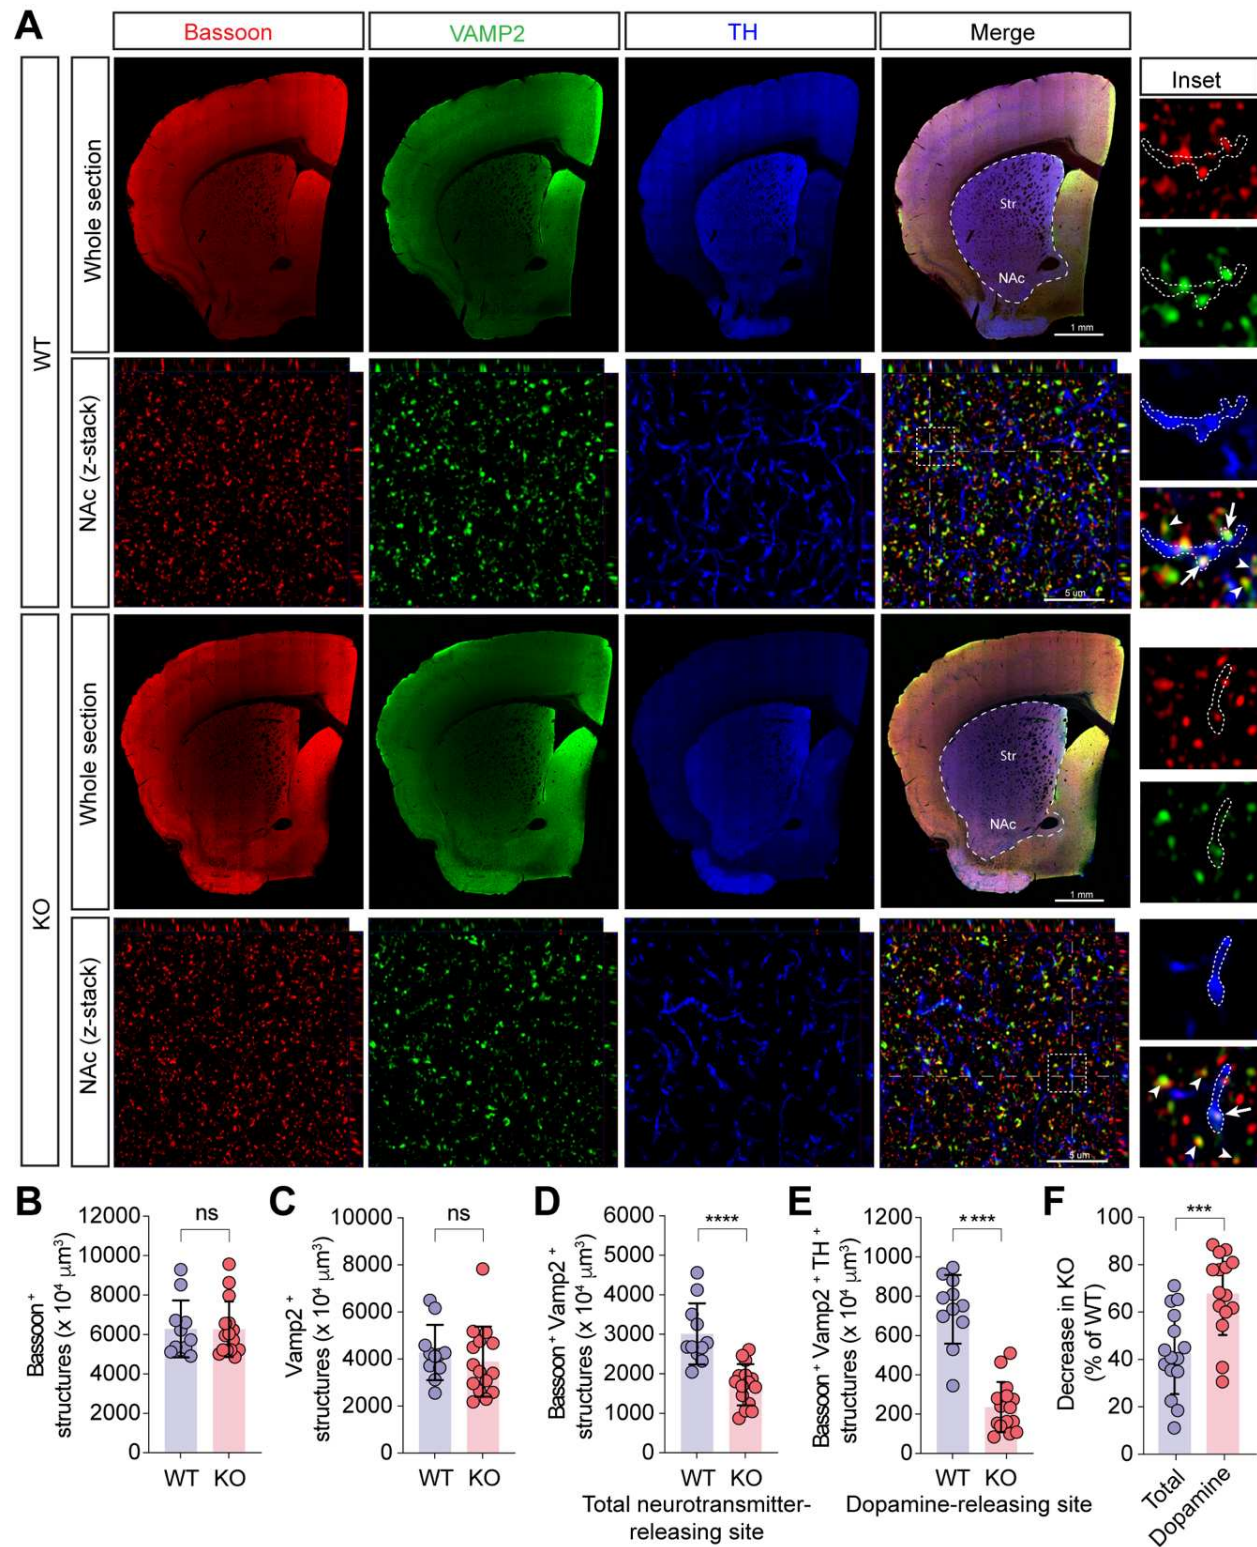 A
Bassoon
VAMP2
TH
Merge
Inset
WT
Whole section
Str
NAc
1 mm
NAc (z-stack)
5 um
KO
Whole section
Str
NAc
1 mm
NAc (z-stack)
5 um
B
Bassoon⁺
structures (x 10⁴ µm³)
12000
10000
8000
6000
4000
2000
0
ns
WT
KO
C
Vamp2 ⁺
structures (x 10⁴ µm³)
10000
8000
6000
4000
2000
0
ns
WT
KO
D
Bassoon⁺ Vamp2⁺
structures (x 10⁴ µm³)
6000
5000
4000
3000
2000
1000
0
****
WT
KO
Total neurotransmitter-
releasing site
E
Bassoon⁺ Vamp2⁺ TH⁺
structures (x 10⁴ µm³)
1200
1000
800
600
400
200
0
****
WT
KO
Dopamine-releasing site
F
Decrease in KO
(% of WT)
100
80
60
40
20
0
***
Total
Dopamine